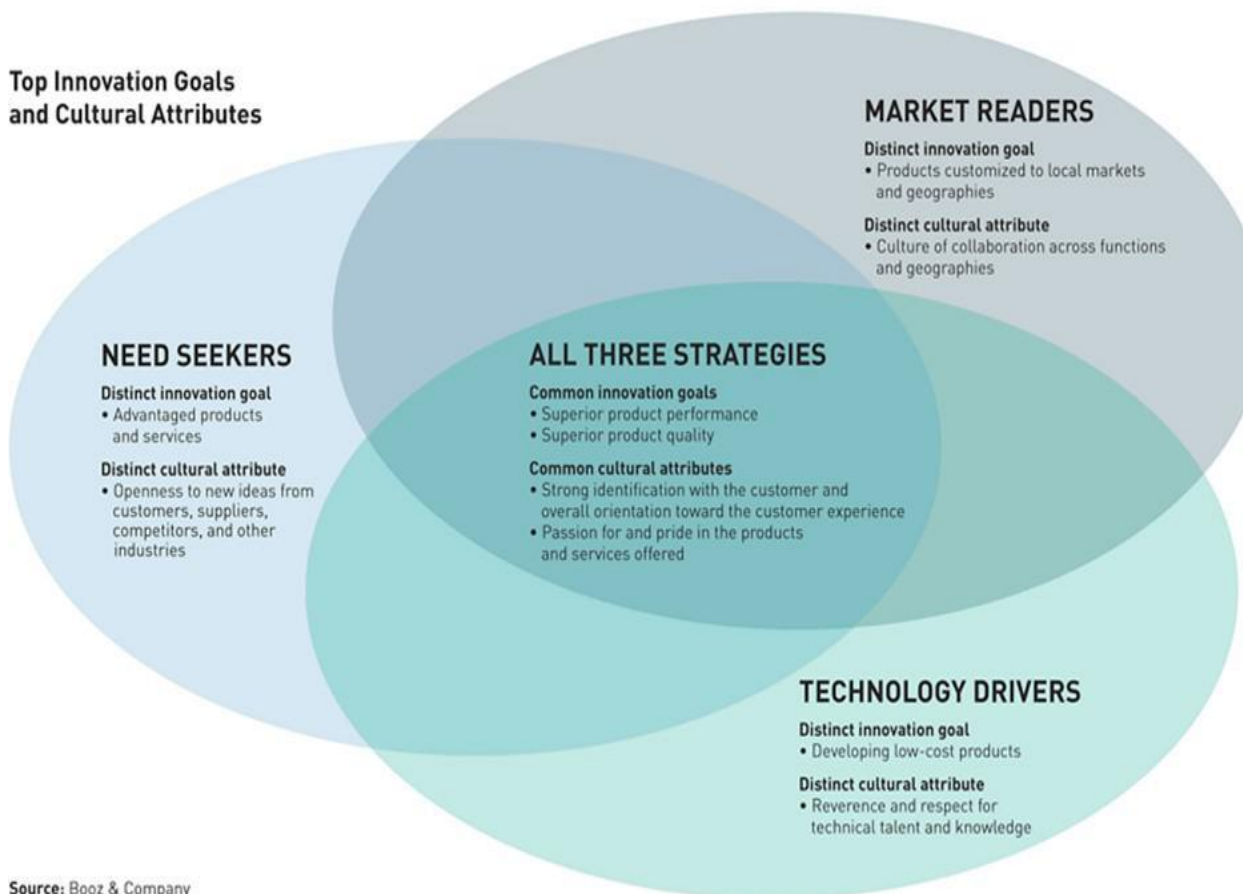 Top Innovation Goals
and Cultural Attributes
MARKET READERS
Distinct innovation goal
• Products customized to local markets
and geographies
Distinct cultural attribute
• Culture of collaboration across functions
and geographies
NEED SEEKERS
Distinct innovation goal
• Advantaged products
and services
Distinct cultural attribute
• Openness to new ideas from
customers, suppliers,
competitors, and other
industries
ALL THREE STRATEGIES
Common innovation goals
• Superior product performance
• Superior product quality
Common cultural attributes
• Strong identification with the customer and
overall orientation toward the customer experience
• Passion for and pride in the products
and services offered
TECHNOLOGY DRIVERS
Distinct innovation goal
• Developing low-cost products
Distinct cultural attribute
• Reverence and respect for
technical talent and knowledge
Source: Booz & Company